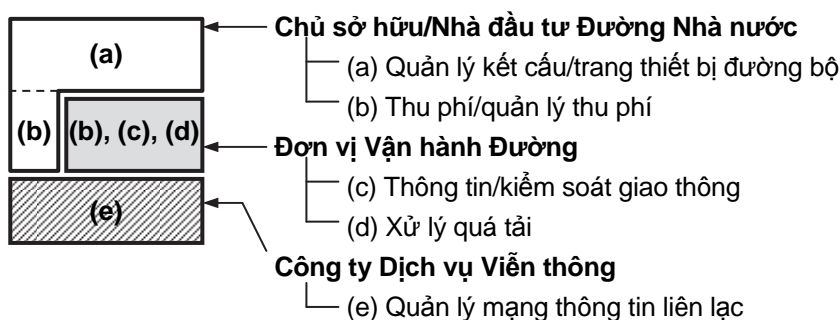 (a)
(b)
(b), (c), (d)
(e)
Chủ sở hữu/Nhà đầu tư Đường Nhà nước
(a) Quản lý kết cấu/trang thiết bị đường bộ
(b) Thu phí/quản lý thu phí
Đơn vị Vận hành Đường
(c) Thông tin/kiểm soát giao thông
(d) Xử lý quá tải
Công ty Dịch vụ Viễn thông
(e) Quản lý mạng thông tin liên lạc